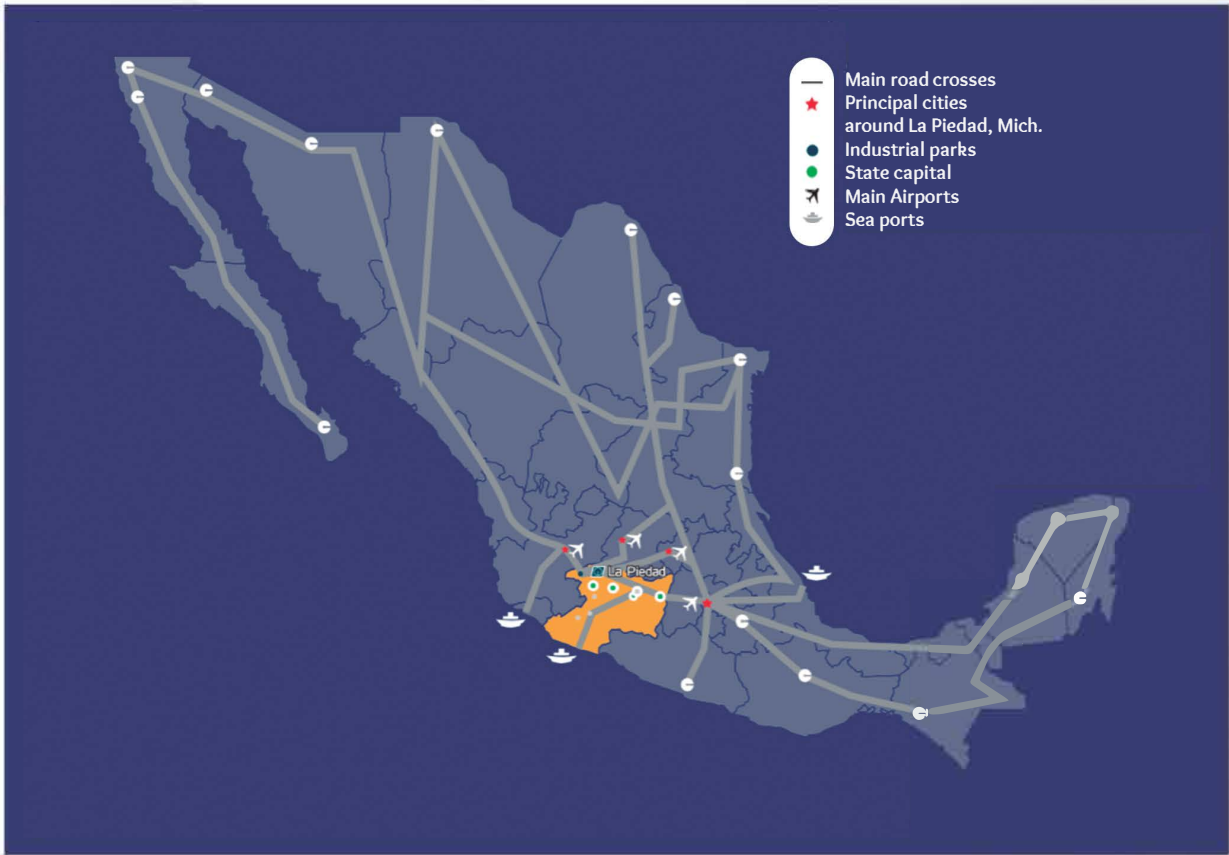 Main road crosses
Principal cities
around La Piedad, Mich.
Industrial parks
State capital
Main Airports
Sea ports
La Piedad